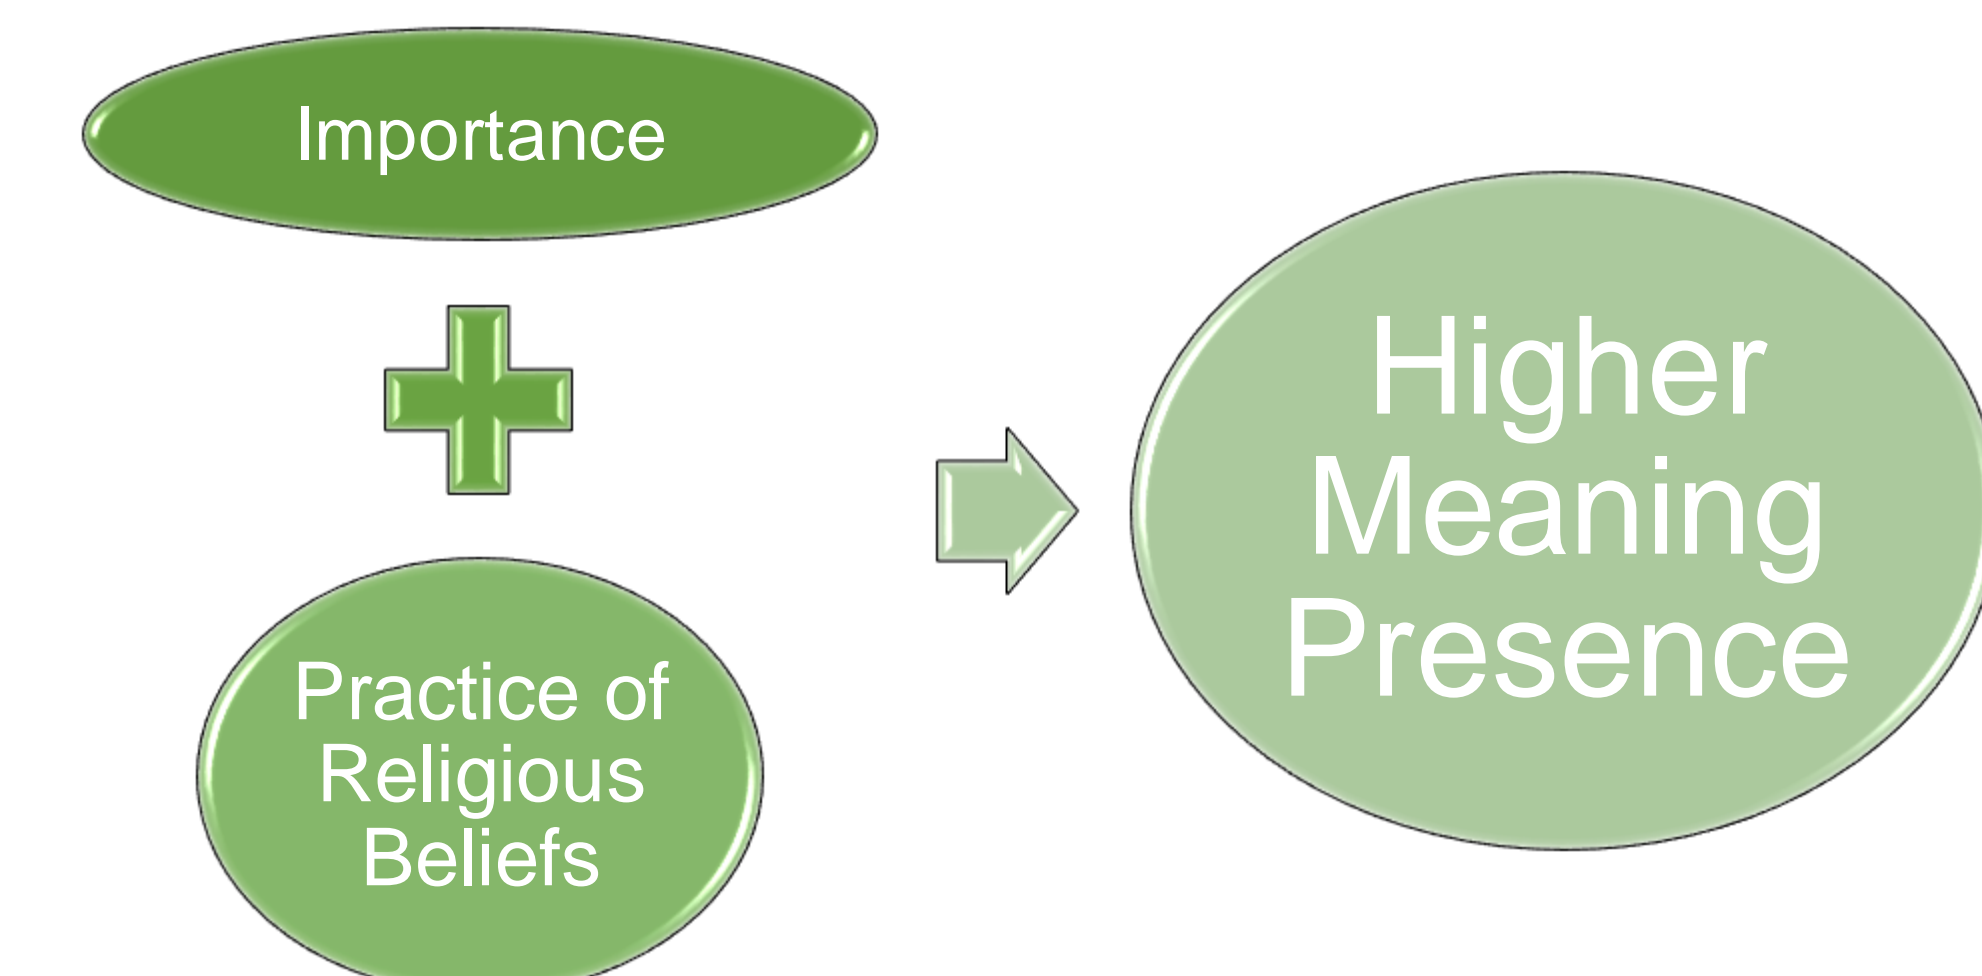 Importance
Practice of
Religious
Beliefs
Higher
Meaning
Presence